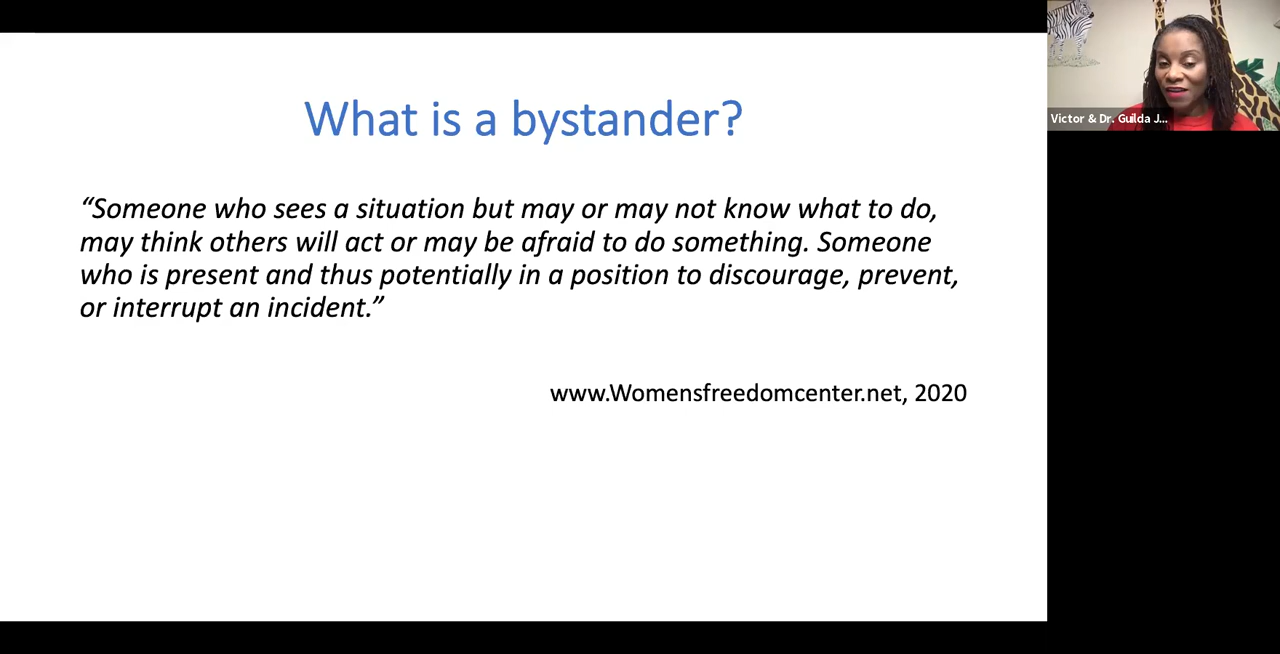 What is a bystander?
“Someone who sees a situation but may or may not know what to do,
may think others will act or may be afraid to do something. Someone
who is present and thus potentially in a position to discourage, prevent,
or interrupt an incident.”
www.Womensfreedomcenter.net, 2020
Victor & Dr. Guilda J...